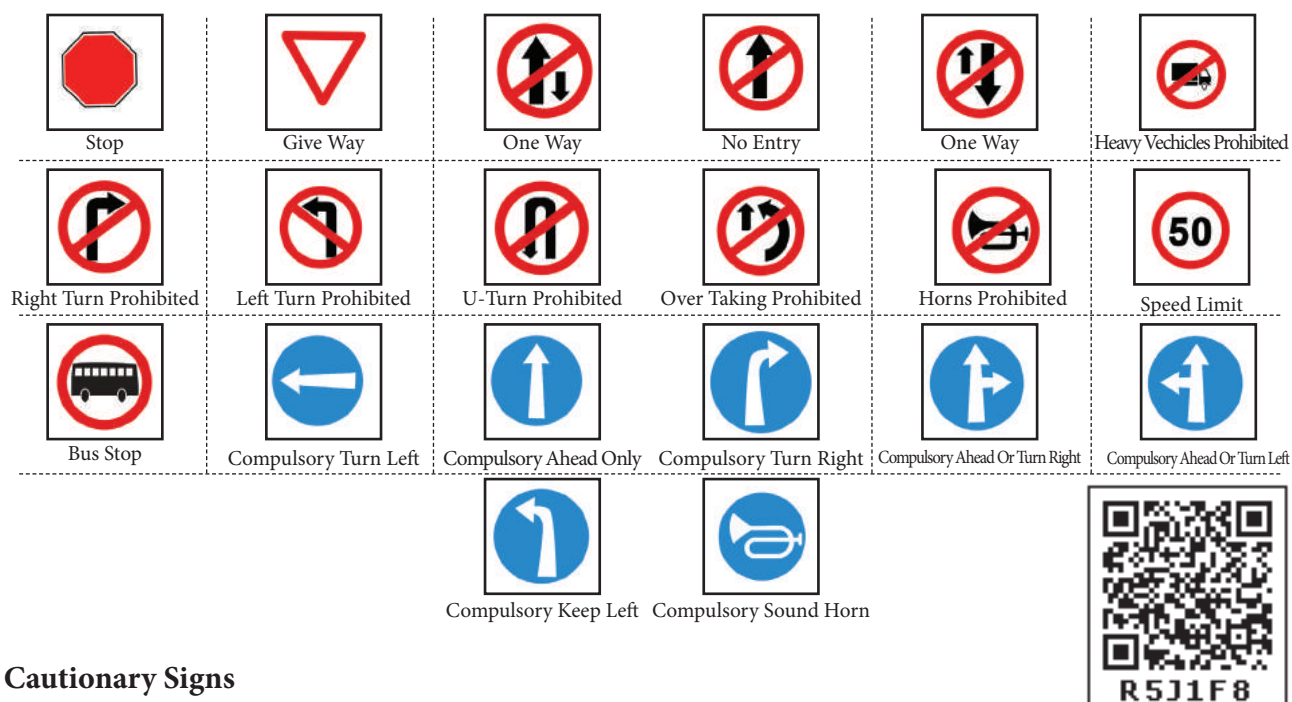 Stop
Give Way
One Way
No Entry
One Way
Heavy Vechicles Prohibited
Right Turn Prohibited
Left Turn Prohibited
U-Turn Prohibited
Over Taking Prohibited
Horns Prohibited
50
Speed Limit
Bus Stop
Compulsory Turn Left
Compulsory Ahead Only
Compulsory Turn Right
Compulsory Ahead Or Turn Right
Compulsory Ahead Or Turn Left
Compulsory Keep Left
Compulsory Sound Horn
R5J1F8
Cautionary Signs